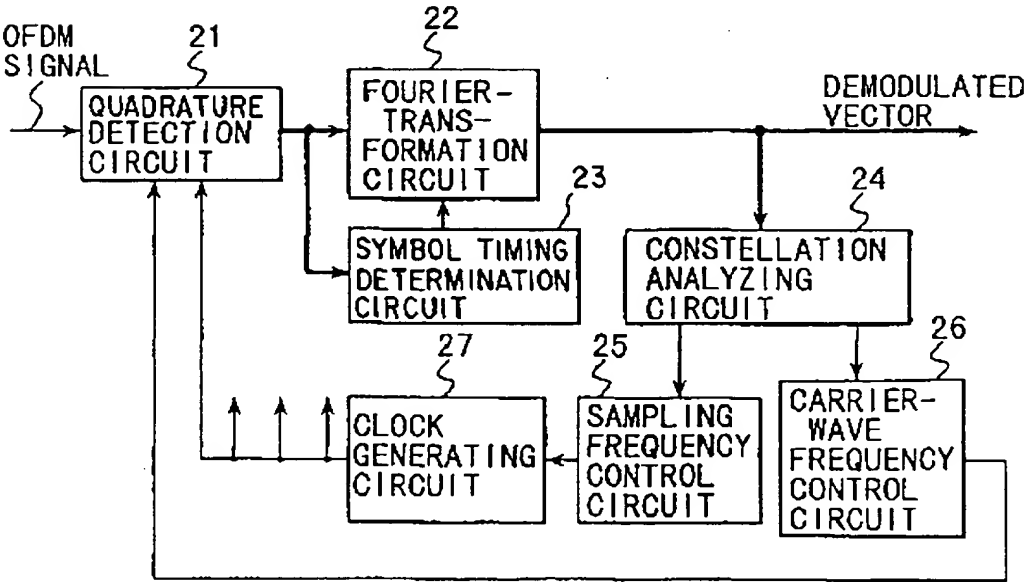 OFDM
SIGNAL
21
QUADRATURE
DETECTION
CIRCUIT
22
FOURIER-
TRANS-
FORMATION
CIRCUIT
DEMODULATED
VECTOR
23
SYMBOL TIMING
DETERMINATION
CIRCUIT
24
CONSTELLATION
ANALYZING
CIRCUIT
27
CLOCK
GENERATING
CIRCUIT
25
SAMPLING
FREQUENCY
CONTROL
CIRCUIT
26
CARRIER-
WAVE
FREQUENCY
CONTROL
CIRCUIT